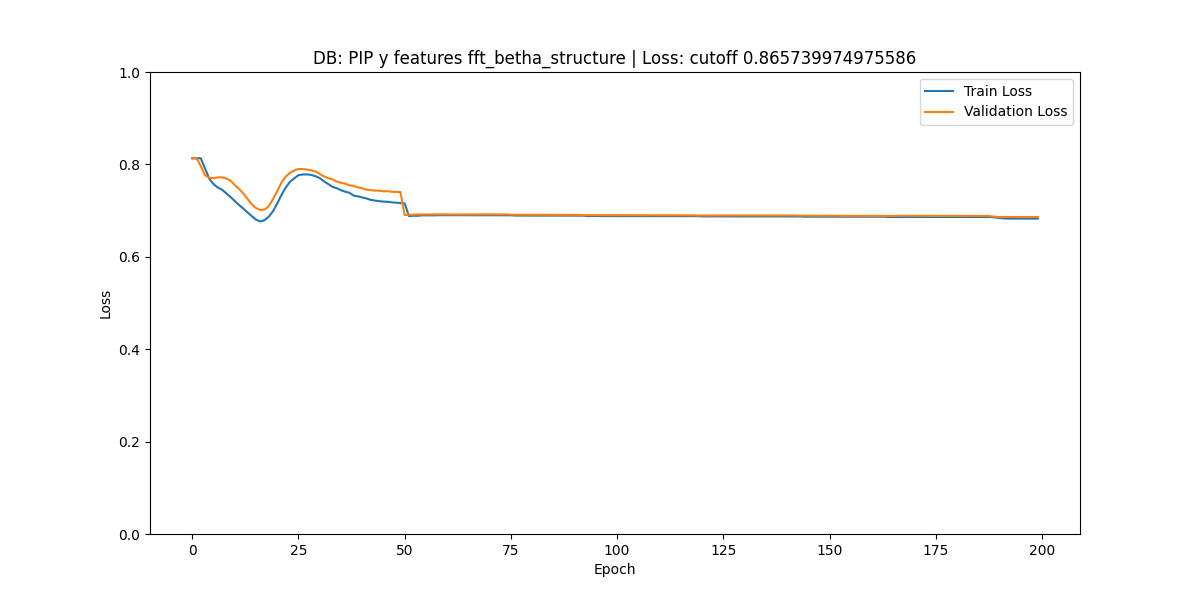 DB: PIP y features fft_betha_structure | Loss: cutoff 0.865739974975586
Train Loss
Validation Loss
1.0
0.8
0.6
0.4
0.2
0.0
Loss
0 25 50 75 100 125 150 175 200
Epoch